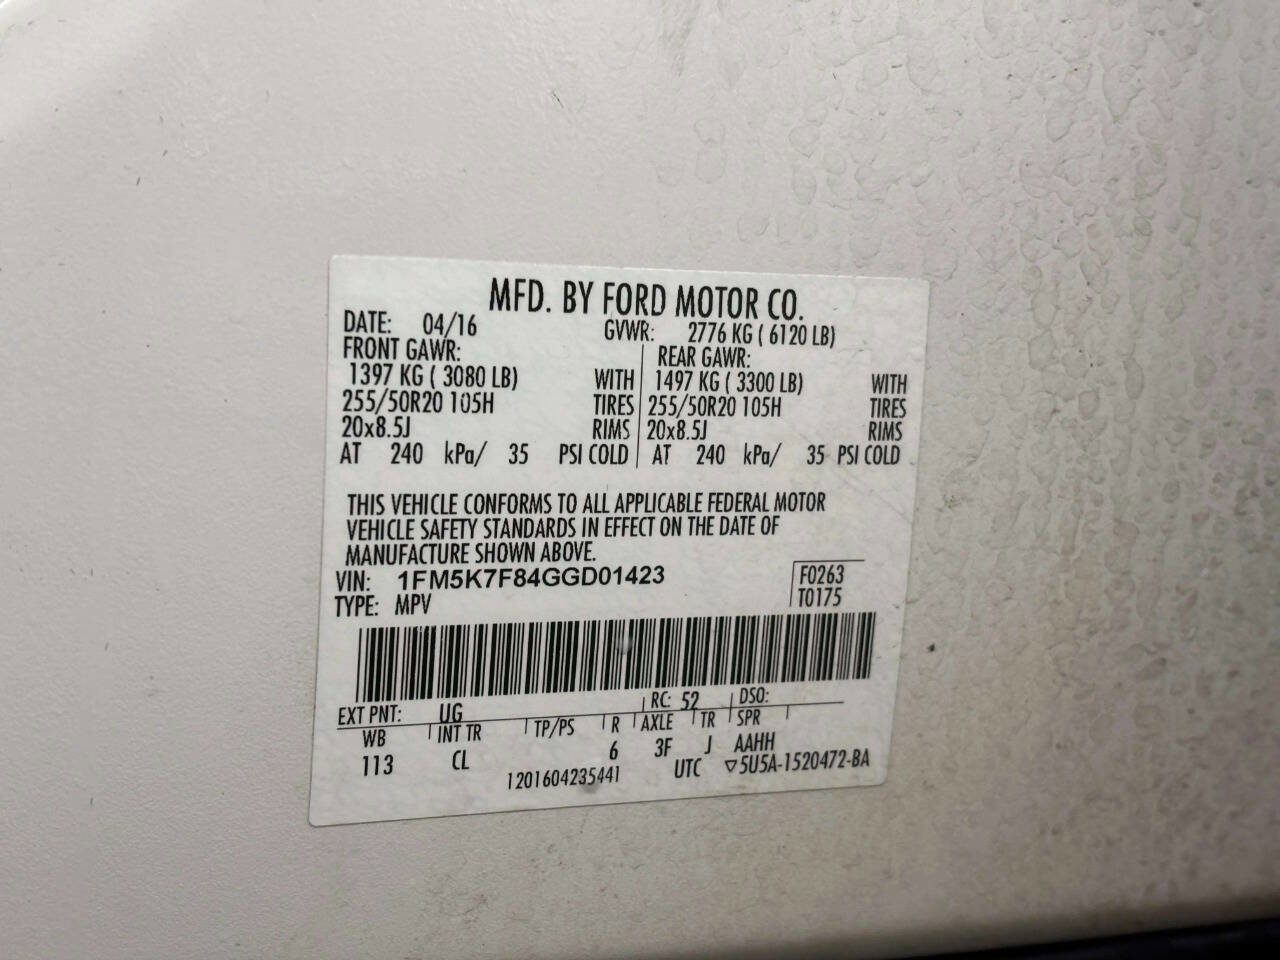 MFD. BY FORD MOTOR CO.
DATE: 04/16 GVWR: 2776 KG ( 6120 LB)
FRONT GAWR: REAR GAWR:
1397 KG ( 3080 LB) WITH 1497 KG ( 3300 LB) WITH
255/50R20 105H TIRES 255/50R20 105H TIRES
20x8.5J RIMS 20x8.5J RIMS
AT 240 kPa/ 35 PSI COLD AT 240 kPa/ 35 PSI COLD
THIS VEHICLE CONFORMS TO ALL APPLICABLE FEDERAL MOTOR
VEHICLE SAFETY STANDARDS IN EFFECT ON THE DATE OF
MANUFACTURE SHOWN ABOVE.
VIN: 1FM5K7F84GGD01423 F0263
TYPE: MPV T0175
EXT PNT: UG RC: 52 DSO:
WB INT TR TP/PS R AXLE TR SPR
113 CL 6 3F J AAHH
1201604235441 UTC ▽5U5A-1520472-BA